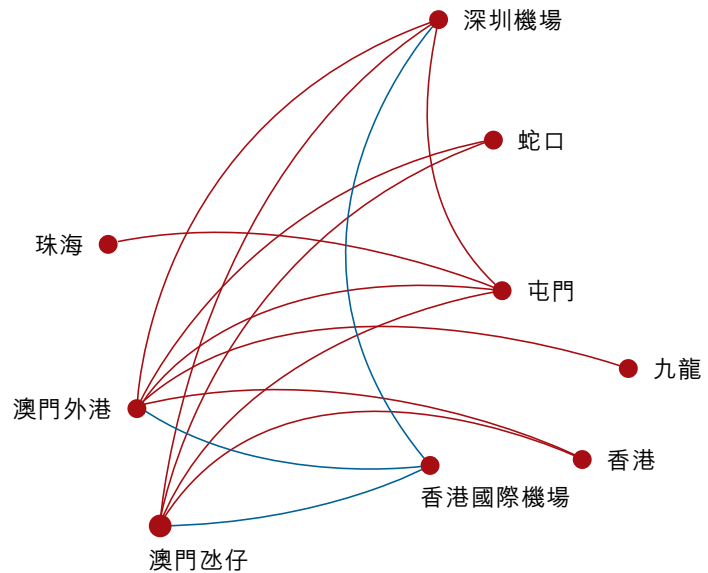 深圳機場
蛇口
珠海
屯門
九龍
澳門外港
香港
香港國際機場
澳門氹仔